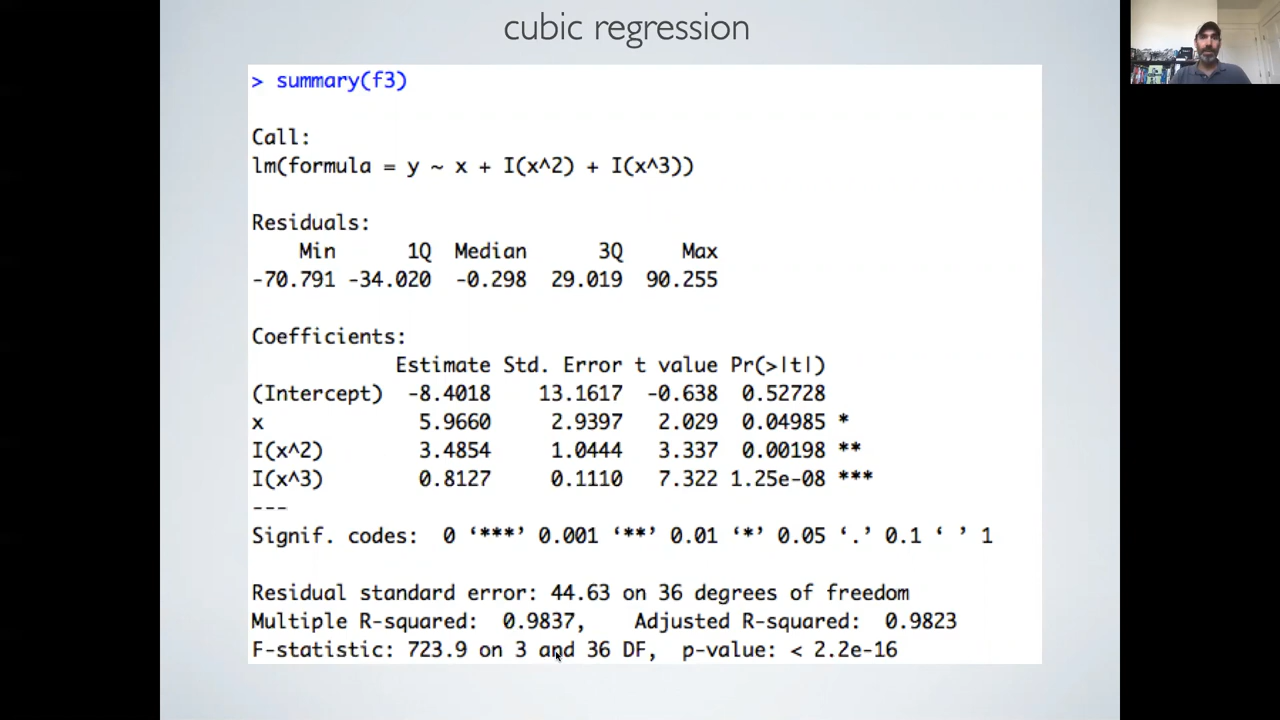 cubic regression
> summary(f3)
Call:
lm(formula = y ~ x + I(x^2) + I(x^3))
Residuals:
Min 1Q Median 3Q Max
-70.791 -34.020 -0.298 29.019 90.255
Coefficients:
Estimate Std. Error t value Pr(>|t|)
(Intercept) -8.4018 13.1617 -0.638 0.52728
x 5.9660 2.9397 2.029 0.04985 *
I(x^2) 3.4854 1.0444 3.337 0.00198 **
I(x^3) 0.8127 0.1110 7.322 1.25e-08 ***
---
Signif. codes: 0 ‘***’ 0.001 ‘**’ 0.01 ‘*’ 0.05 ‘.’ 0.1 ‘ ’ 1
Residual standard error: 44.63 on 36 degrees of freedom
Multiple R-squared: 0.9837, Adjusted R-squared: 0.9823
F-statistic: 723.9 on 3 and 36 DF, p-value: < 2.2e-16